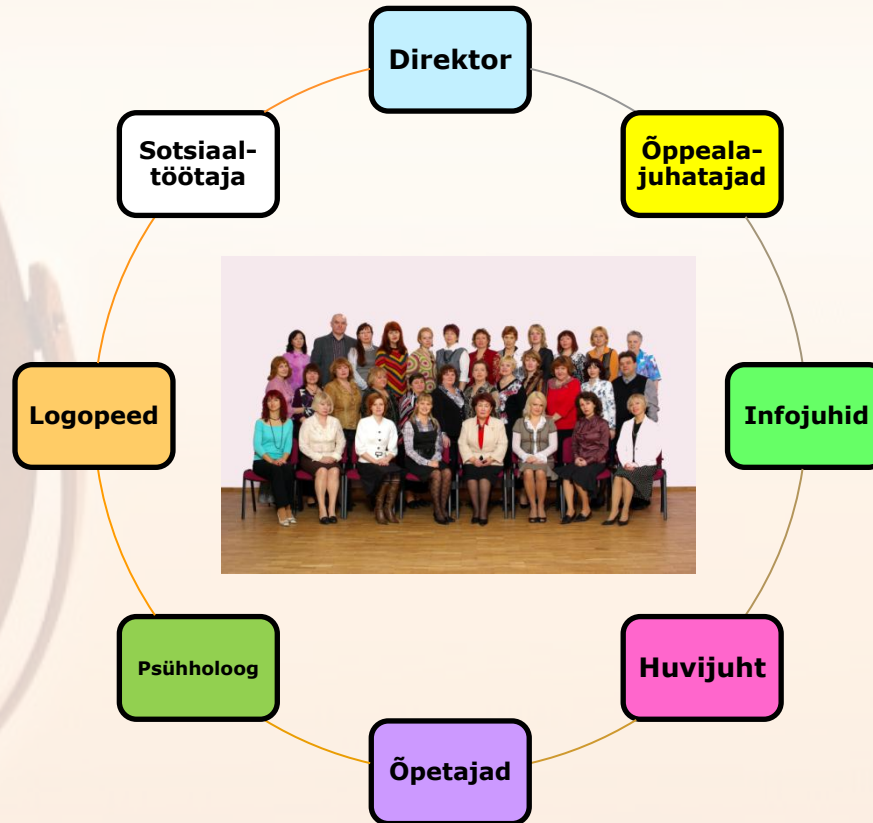 Direktor
Õppeala-
juhatajad
Infojuhid
Huvijuht
Õpetajad
Psühholoog
Logopeed
Sotsiaal-
töötaja